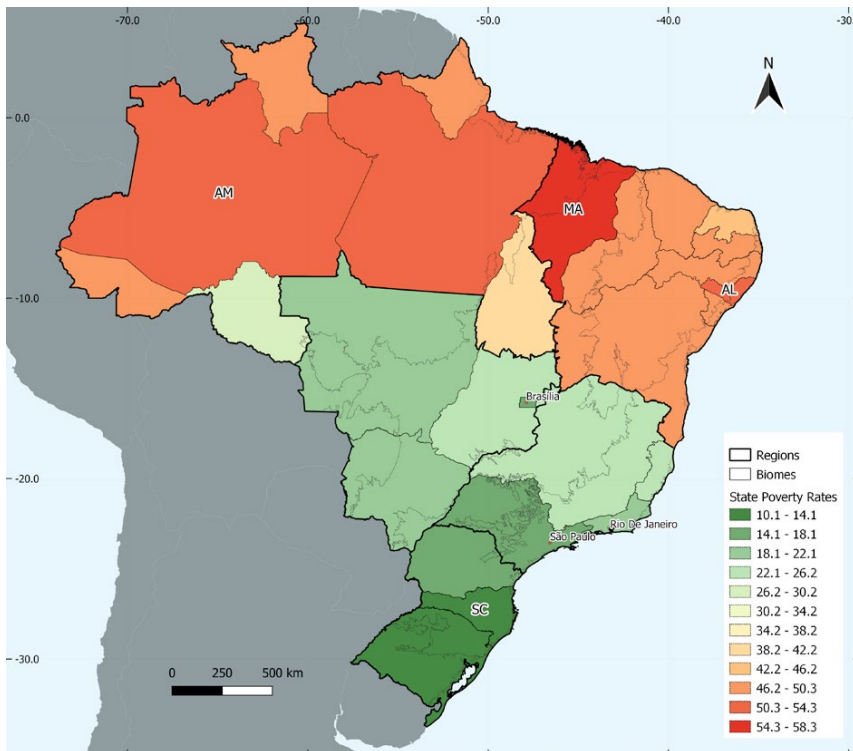 -70.0
-60.0
-50.0
-40.0
-30.
N
0.0
AM
MA
-10.0
AL
Brasília
-20.0
Rio De Janeiro
São Paulo
SC
-30.0
0 250 500 km
Regions
Biomes
State Poverty Rates
10.1 - 14.1
14.1 - 18.1
18.1 - 22.1
22.1 - 26.2
26.2 - 30.2
30.2 - 34.2
34.2 - 38.2
38.2 - 42.2
42.2 - 46.2
46.2 - 50.3
50.3 - 54.3
54.3 - 58.3